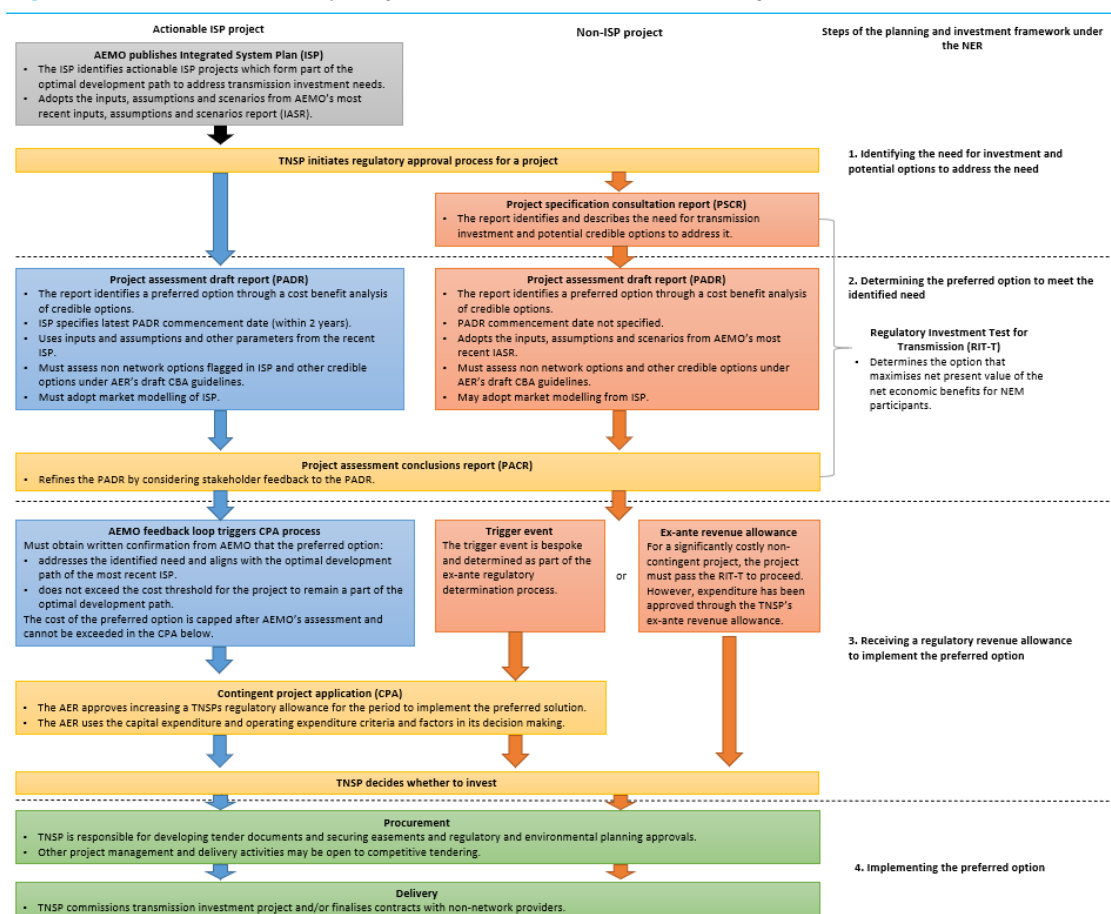 Actionable ISP project
Non-ISP project
Steps of the planning and investment framework under
the NER
AEMO publishes Integrated System Plan (ISP)
• The ISP identifies actionable ISP projects which form part of the
optimal development path to address transmission investment needs.
• Adopts the inputs, assumptions and scenarios from AEMO's most
recent inputs, assumptions and scenarios report (IASR).
TNSP initiates regulatory approval process for a project
1. Identifying the need for investment and
potential options to address the need
Project specification consultation report (PSCR)
• The report identifies and describes the need for transmission
investment and potential credible options to address it.
Project assessment draft report (PADR)
• The report identifies a preferred option through a cost benefit analysis
of credible options.
• ISP specifies latest PADR commencement date (within 2 years).
• Uses inputs and assumptions and other parameters from the recent
ISP.
• Must assess non network options flagged in ISP and other credible
options under AER's draft CBA guidelines.
• Must adopt market modelling of ISP.
Project assessment draft report (PADR)
• The report identifies a preferred option through a cost benefit analysis
of credible options.
• PADR commencement date not specified.
• Adopts the inputs, assumptions and scenarios from AEMO's most
recent IASR.
• Must assess non network options and other credible options under
AER's draft CBA guidelines.
• May adopt market modelling from ISP.
2. Determining the preferred option to meet the
identified need
Regulatory Investment Test for
Transmission (RIT-T)
• Determines the option that
maximises net present value of the
net economic benefits for NEM
participants.
Project assessment conclusions report (PACR)
• Refines the PADR by considering stakeholder feedback to the PADR.
AEMO feedback loop triggers CPA process
Must obtain written confirmation from AEMO that the preferred option:
• addresses the identified need and aligns with the optimal development
path of the most recent ISP.
• does not exceed the cost threshold for the project to remain a part of the
optimal development path.
The cost of the preferred option is capped after AEMO's assessment and
cannot be exceeded in the CPA below.
Trigger event
The trigger event is bespoke
and determined as part of the
ex-ante regulatory
determination process.
or
Ex-ante revenue allowance
For a significantly costly non-
contingent project, the project
must pass the RIT-T to proceed.
However, expenditure has been
approved through the TNSP's
ex-ante revenue allowance.
3. Receiving a regulatory revenue allowance
to implement the preferred option
Contingent project application (CPA)
• The AER approves increasing a TNSPs regulatory allowance for the period to implement the preferred solution.
• The AER uses the capital expenditure and operating expenditure criteria and factors in its decision making.
TNSP decides whether to invest
Procurement
• TNSP is responsible for developing tender documents and securing easements and regulatory and environmental planning approvals.
• Other project management and delivery activities may be open to competitive tendering.
4. Implementing the preferred option
Delivery
• TNSP commissions transmission investment project and/or finalises contracts with non-network providers.